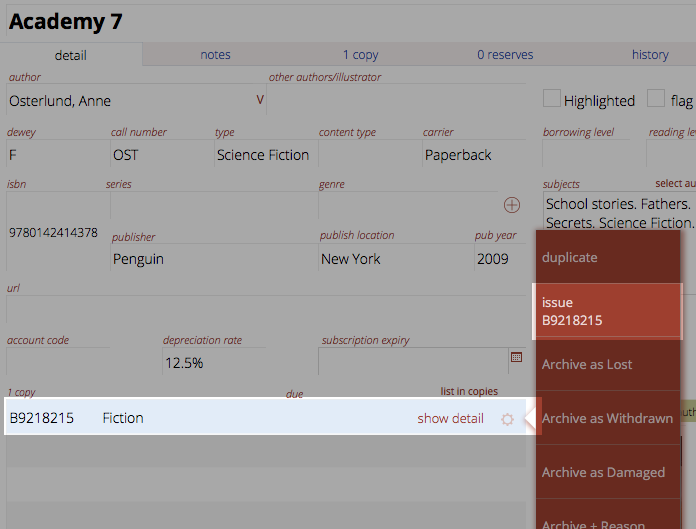 Academy 7
detail notes 1 copy 0 reserves history
author other authors/illustrator
Osterlund, Anne V
Highlighted flag
dewey call number type content type carrier borrowing level reading le
F OST Science Fiction Paperback
isbn series genre subjects select au
9780142414378
School stories. Fathers.
Secrets. Science Fiction.
publisher publish location pub year
Penguin New York 2009
duplicate
url
issue
B9218215
account code depreciation rate subscription expiry
12.5%
Archive as Lost
1 copy due list in copies
B9218215 Fiction show detail
Archive as Withdrawn
Archive as Damaged
Archive + Reason